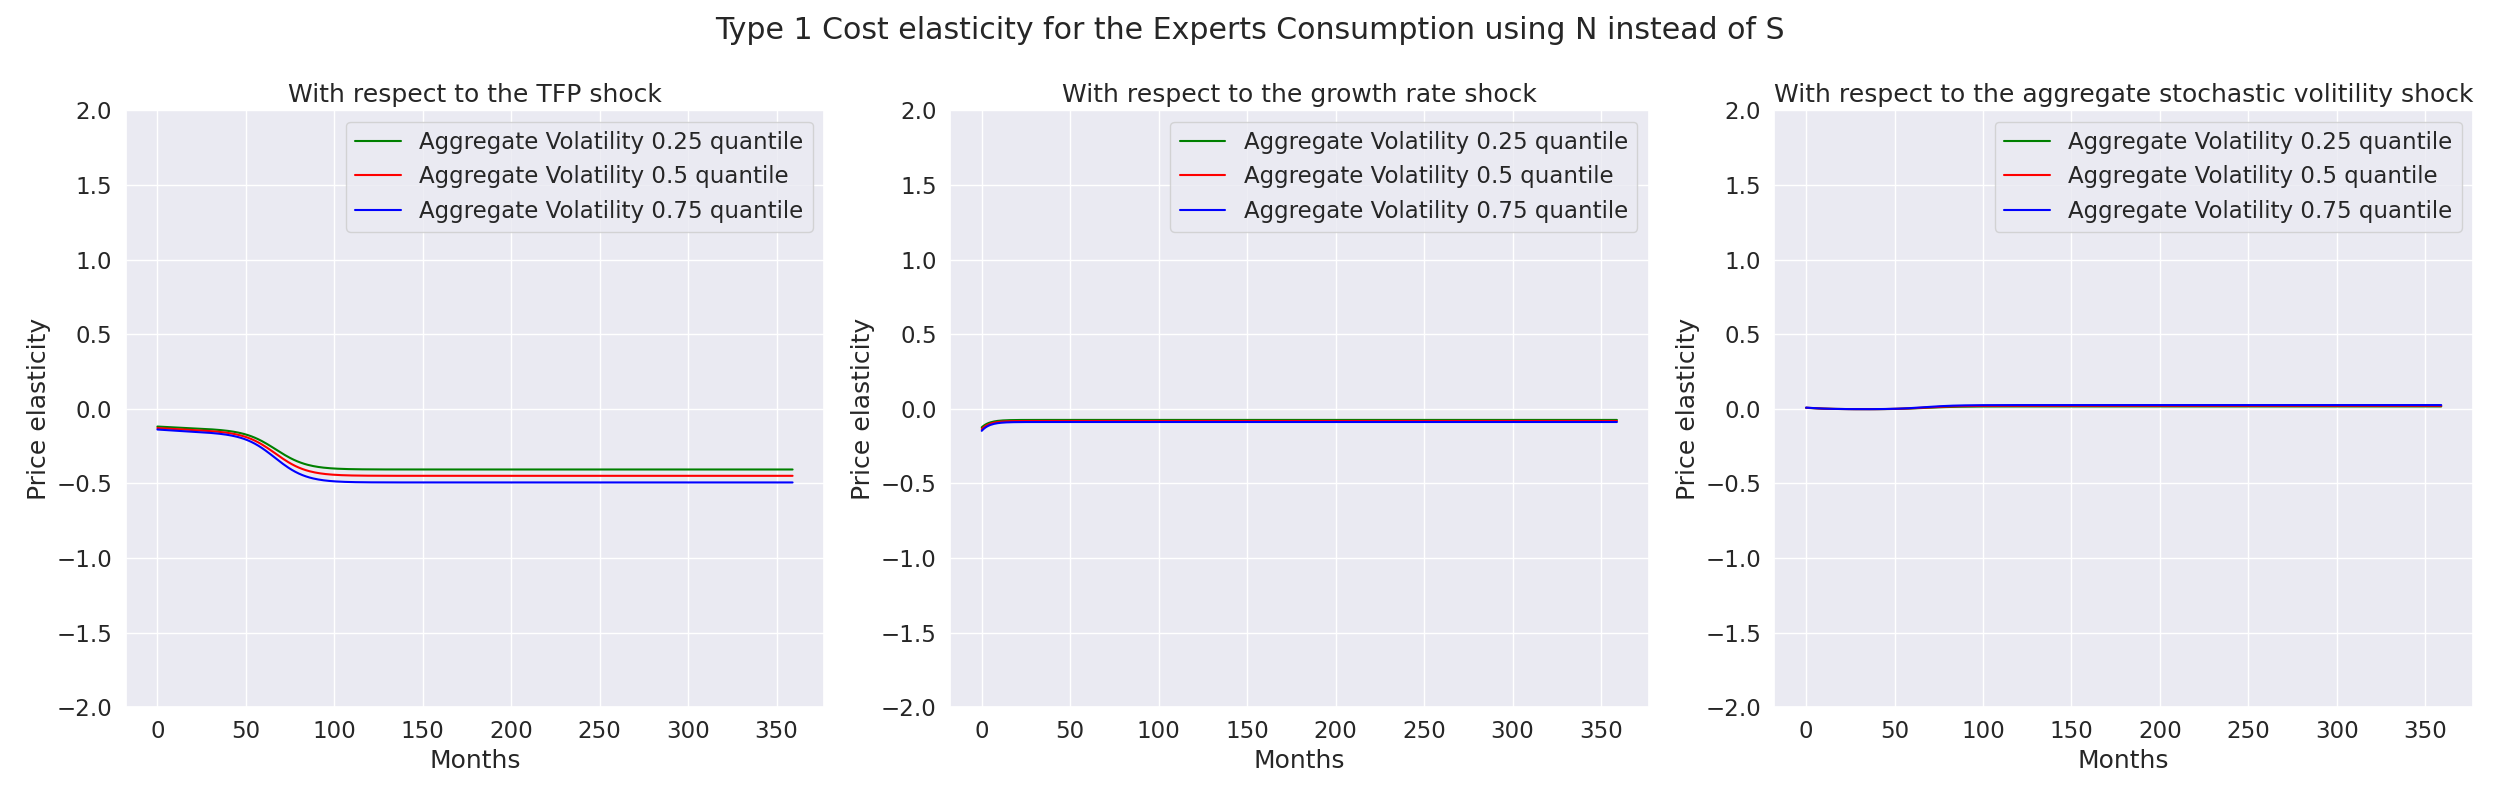 Type 1 Cost elasticity for the Experts Consumption using N instead of S
With respect to the TFP shock
2.0
1.5
1.0
0.5
0.0
−0.5
−1.0
−1.5
−2.0
Price elasticity
Aggregate Volatility 0.25 quantile
Aggregate Volatility 0.5 quantile
Aggregate Volatility 0.75 quantile
0 50 100 150 200 250 300 350
Months
With respect to the growth rate shock
2.0
1.5
1.0
0.5
0.0
−0.5
−1.0
−1.5
−2.0
Price elasticity
Aggregate Volatility 0.25 quantile
Aggregate Volatility 0.5 quantile
Aggregate Volatility 0.75 quantile
0 50 100 150 200 250 300 350
Months
With respect to the aggregate stochastic volitility shock
2.0
1.5
1.0
0.5
0.0
−0.5
−1.0
−1.5
−2.0
Price elasticity
Aggregate Volatility 0.25 quantile
Aggregate Volatility 0.5 quantile
Aggregate Volatility 0.75 quantile
0 50 100 150 200 250 300 350
Months